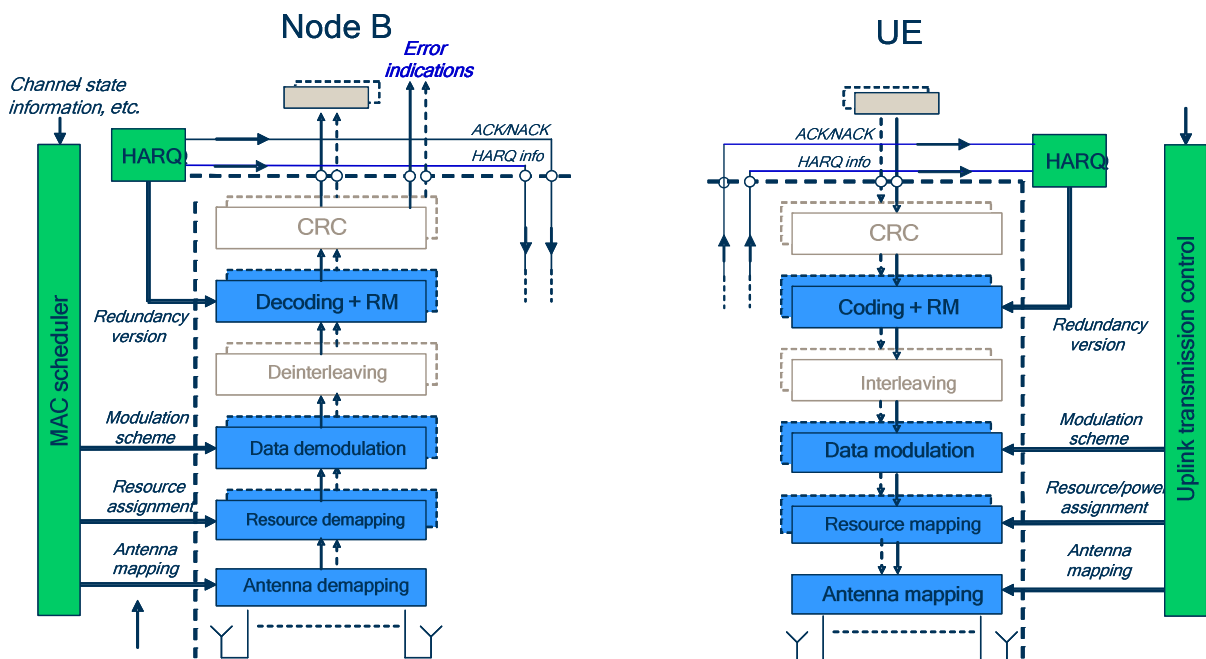 Node B
UE
Error
indications
Channel state
information, etc.
HARQ
ACK/NACK
HARQ info
CRC
Decoding + RM
Redundancy
version
Deinterleaving
MAC scheduler
Modulation
scheme
Data demodulation
Resource
assignment
Resource demapping
Antenna
mapping
Antenna demapping
ACK/NACK
HARQ info
HARQ
CRC
Coding + RM
Redundancy
version
Interleaving
Uplink transmission control
Data modulation
Modulation
scheme
Resource mapping
Resource/power
assignment
Antenna mapping
Antenna
mapping